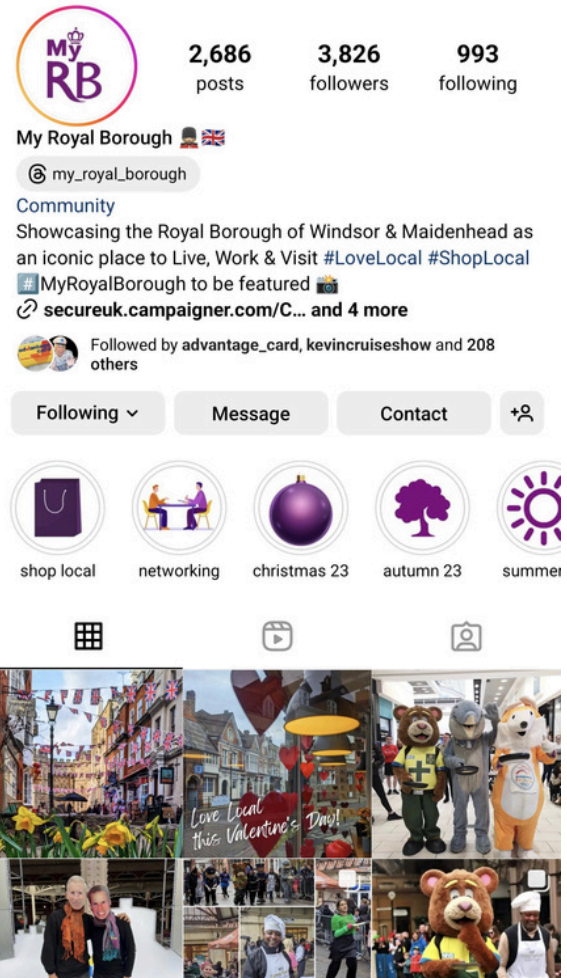 My
RB
2,686
posts
3,826
followers
993
following
My Royal Borough 💂🏽🇬🇧
my_royal_borough
Community
Showcasing the Royal Borough of Windsor & Maidenhead as
an iconic place to Live, Work & Visit #LoveLocal #ShopLocal
#️⃣MyRoyalBorough to be featured 📸
secureuk.campaigner.com/C... and 4 more
Followed by advantage_card, kevincruiseshow and 208
others
Following
Message
Contact
shop local
networking
christmas 23
autumn 23
summer
Love Local
this Valentine's Day!